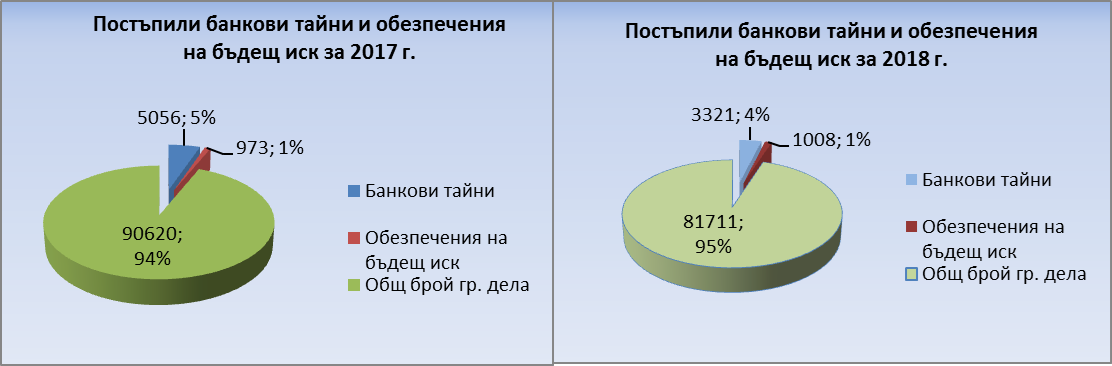 Постъпили банкови тайни и обезпечения
на бъдещ иск за 2017 г.
5056; 5%
973; 1%
90620;
94%
Банкови тайни
Обезпечения на
бъдещ иск
Общ брой гр. дела
Постъпили банкови тайни и обезпечения
на бъдещ иск за 2018 г.
3321; 4%
1008; 1%
81711;
95%
Банкови тайни
Обезпечения на
бъдещ иск
Общ брой гр. дела